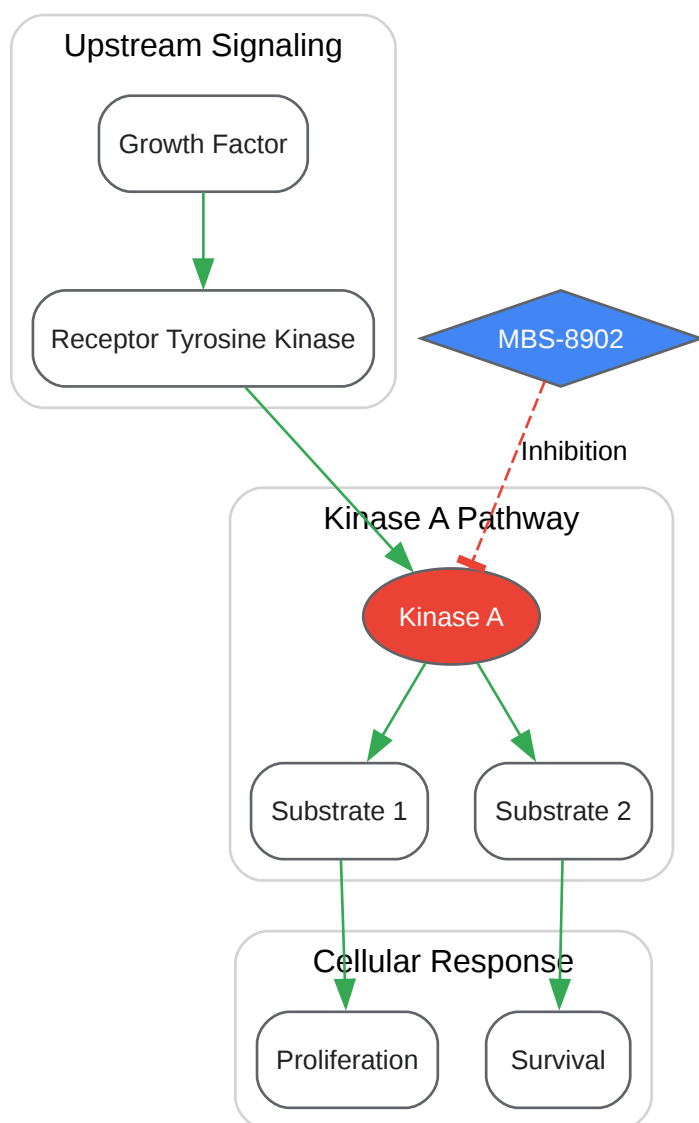 Upstream Signaling
Growth Factor
Receptor Tyrosine Kinase
MBS-8902
Inhibition
Kinase A Pathway
Kinase A
Substrate 1
Substrate 2
Cellular Response
Proliferation
Survival